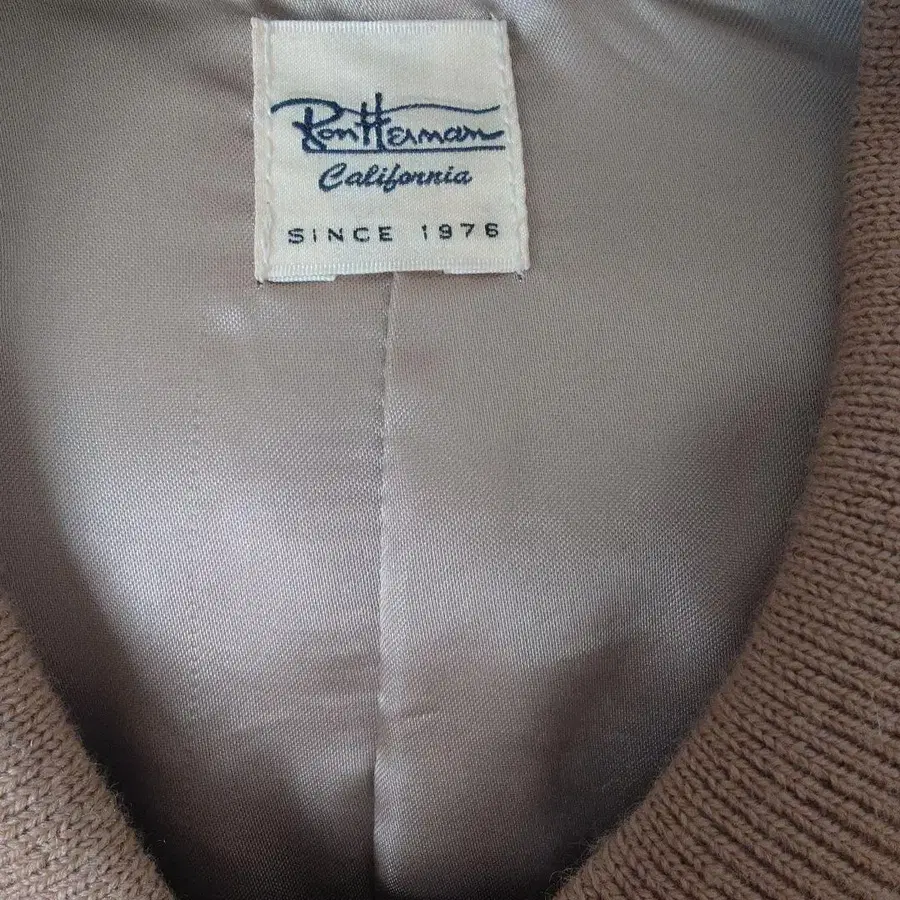 Ron Herman
California
SINCE 1976